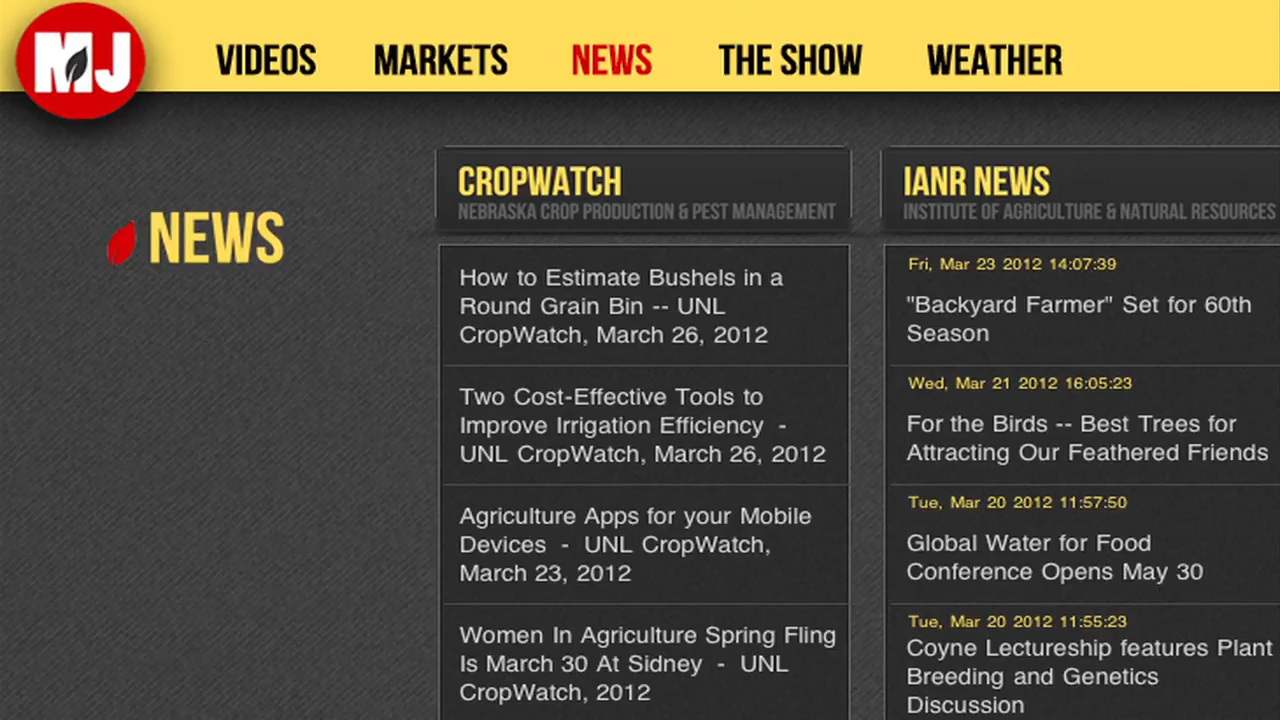 MJ
VIDEOS
MARKETS
NEWS
THE SHOW
WEATHER
NEWS
CROPWATCH
NEBRASKA CROP PRODUCTION & PEST MANAGEMENT
How to Estimate Bushels in a
Round Grain Bin -- UNL
CropWatch, March 26, 2012
Two Cost-Effective Tools to
Improve Irrigation Efficiency -
UNL CropWatch, March 26, 2012
Agriculture Apps for your Mobile
Devices - UNL CropWatch,
March 23, 2012
Women In Agriculture Spring Fling
Is March 30 At Sidney - UNL
CropWatch, 2012
IANR NEWS
INSTITUTE OF AGRICULTURE & NATURAL RESOURCES
Fri, Mar 23 2012 14:07:39
"Backyard Farmer" Set for 60th
Season
Wed, Mar 21 2012 16:05:23
For the Birds -- Best Trees for
Attracting Our Feathered Friends
Tue, Mar 20 2012 11:57:50
Global Water for Food
Conference Opens May 30
Tue, Mar 20 2012 11:55:23
Coyne Lectureship features Plant
Breeding and Genetics
Discussion